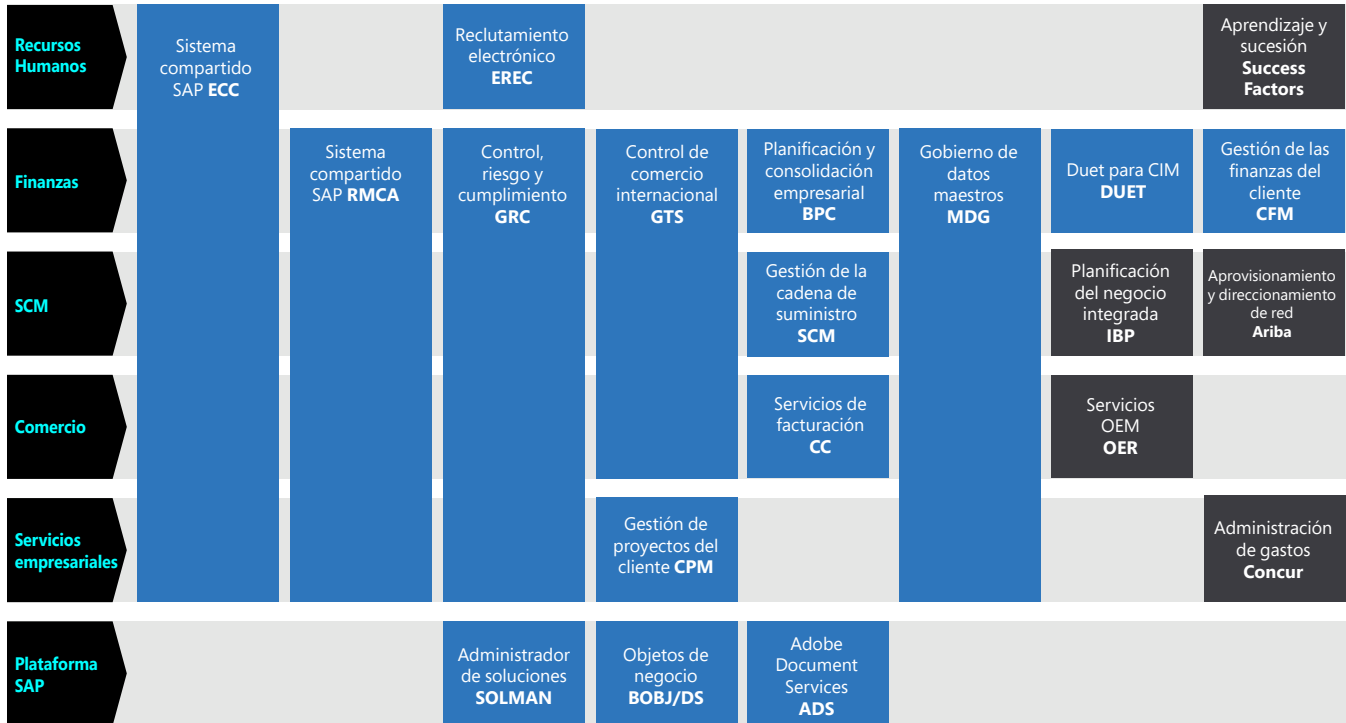 Recursos
Humanos
Sistema
compartido
SAP ECC
Reclutamiento
electrónico
EREC
Aprendizaje y
sucesión
Success
Factors
Finanzas
Sistema
compartido
SAP RMCA
Control,
riesgo y
cumplimiento
GRC
Control de
comercio
internacional
GTS
Planificación y
consolidación
empresarial
BPC
Gobierno de
datos
maestros
MDG
Duet para CIM
DUET
Gestión de las
finanzas del
cliente
CFM
SCM
Gestión de la
cadena de
suministro
SCM
Planificación
del negocio
integrada
IBP
Aprovisionamiento
y direccionamiento
de red
Ariba
Comercio
Servicios de
facturación
CC
Servicios
OEM
OER
Servicios
empresariales
Gestión de
proyectos del
cliente CPM
Administración
de gastos
Concur
Plataforma
SAP
Administrador
de soluciones
SOLMAN
Objetos de
negocio
BOBJ/DS
Adobe
Document
Services
ADS